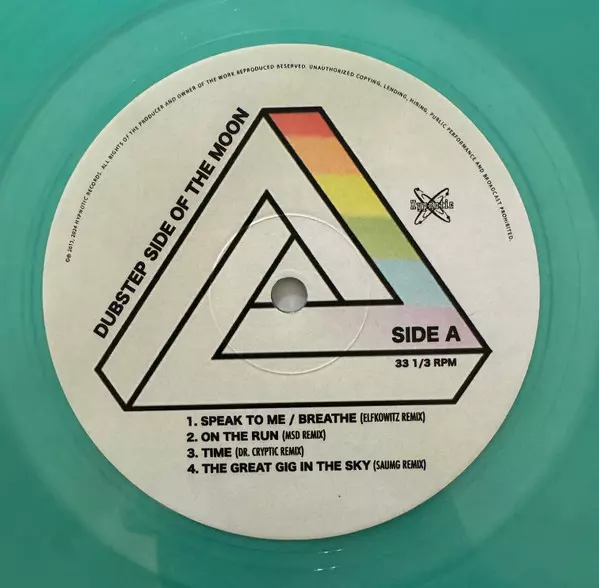 ℗© 2013, 2024 HYPNOTIC RECORDS. ALL RIGHTS OF THE PRODUCER AND OWNER OF THE WORK REPRODUCED RESERVED. UNAUTHORIZED COPYING, LENDING, HIRING, PUBLIC PERFORMANCE AND BROADCAST PROHIBITED.
DUBSTEP SIDE OF THE MOON
Hypnotic
SIDE A
33 1/3 RPM
1. SPEAK TO ME / BREATHE (ELFKOWITZ REMIX)
2. ON THE RUN (MSD REMIX)
3. TIME (DR. CRYPTIC REMIX)
4. THE GREAT GIG IN THE SKY (SAUMG REMIX)